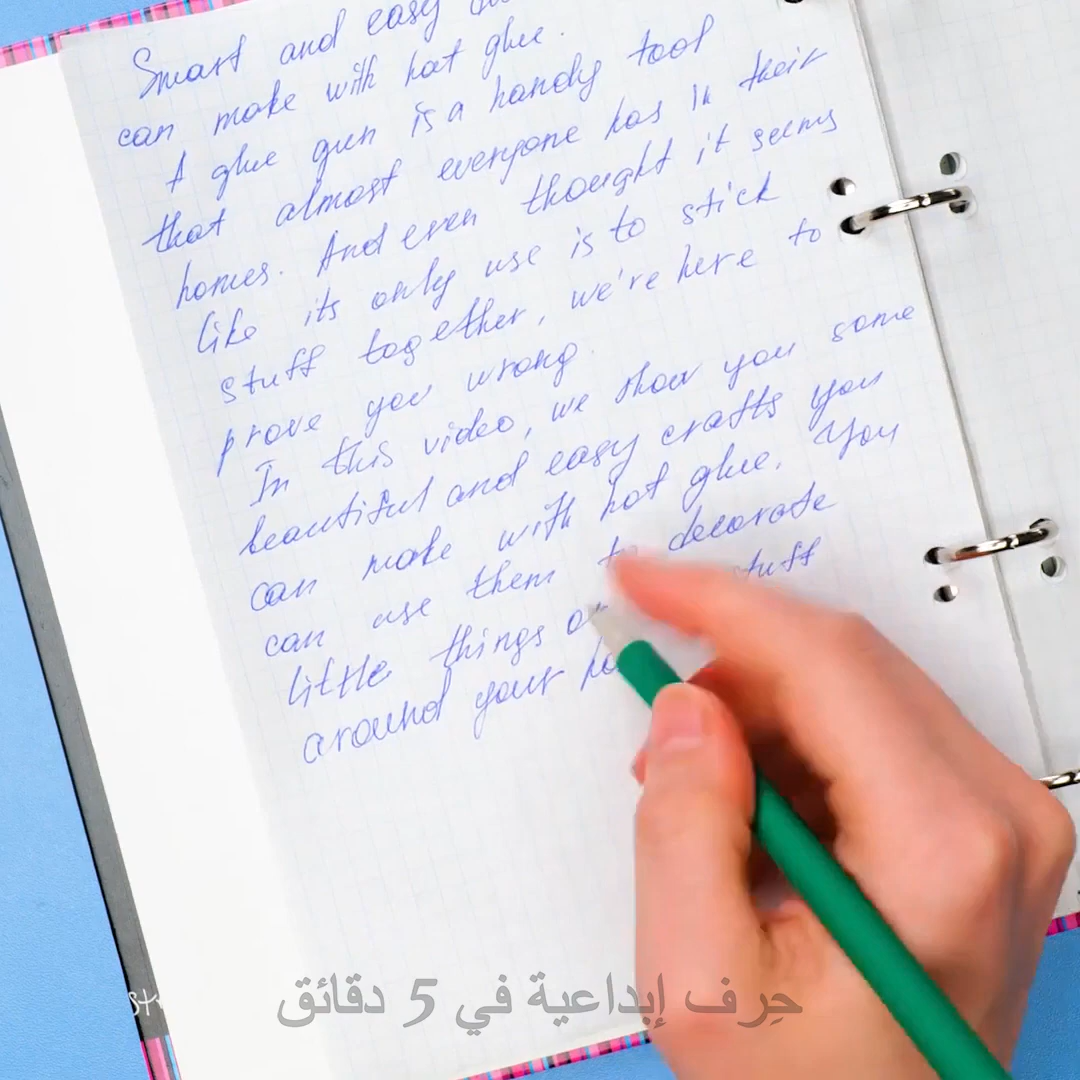 Smart and easy
can make with hot glue.
A glue gun is a handy tool
that almost everyone has in their
homes. And even thought it seems
like its only use is to stick
stuff together, we're here to
prove you wrong.
In this video, we show you some
beautiful and easy crafts you
can make with hot glue. You
can use them to decorate
little things stuff
around your
حِرف إبداعية في 5 دقائق